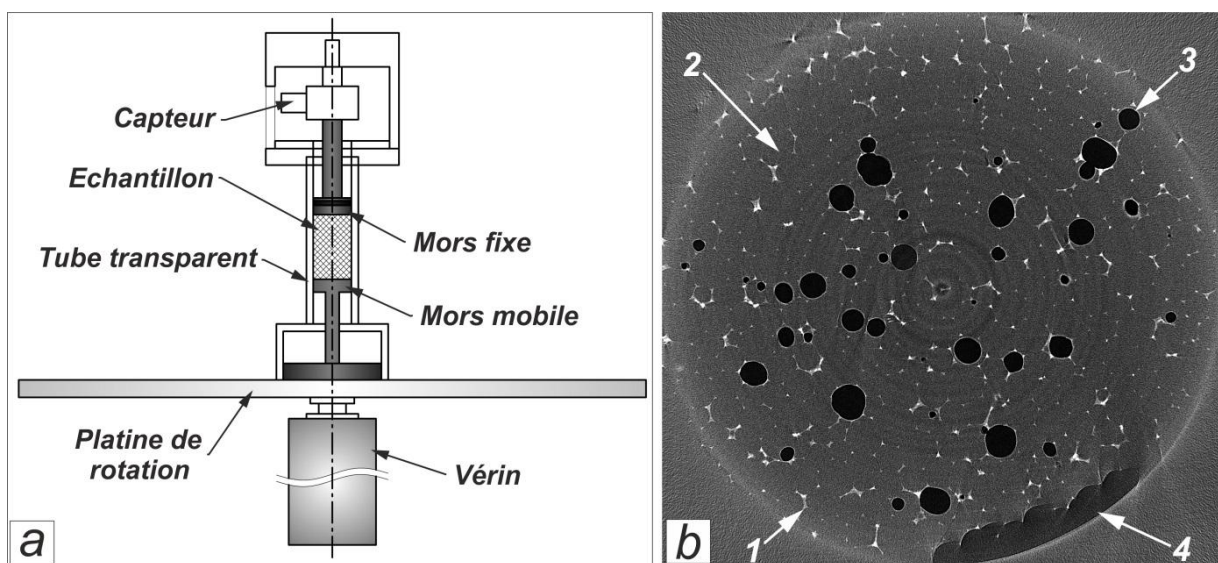 Capteur
Echantillon
Tube transparent
Mors fixe
Mors mobile
Platine de
rotation
Vérin
a
2
3
1
4
b